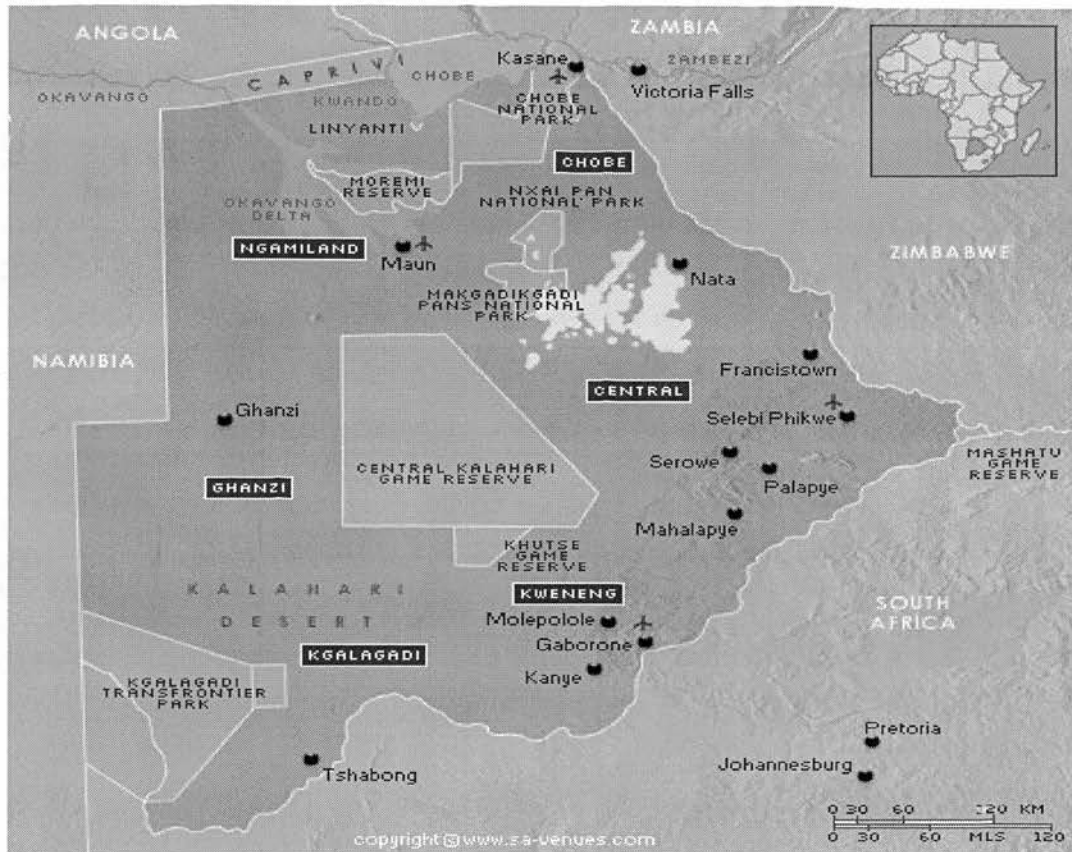 ANGOLA
ZAMBIA
CAPRIVI
Kasane
ZAMBEZI
CHOBE
OKAVANGO
Victoria Falls
KWANDO
CHOBE
NATIONAL
PARK
LINYANTI
CHOBE
MOREMI
RESERVE
NXAI PAN
NATIONAL PARK
OKAVANGO
DELTA
NGAMILAND
Maun
ZIMBABWE
Nata
MAKGADIKGADI
PANS NATIONAL
PARK
NAMIBIA
Francistown
CENTRAL
Ghanzi
Selebi Phikwe
Serowe
MASHATU
GAME
RESERVE
CENTRAL KALAHARI
GAME RESERVE
GHANZI
Palapye
Mahalapye
KHUTSE
GAME
RESERVE
KALAHARI
DESERT
KWENENG
SOUTH
AFRICA
Molepolole
Gaborone
KGALAGADI
Kanye
KGALAGADI
TRANSFRONTIER
PARK
Pretoria
Johannesburg
Tshabong
0 30 60 120 KM
0 30 60 MLS 120
copyright@www.sa-venues.com